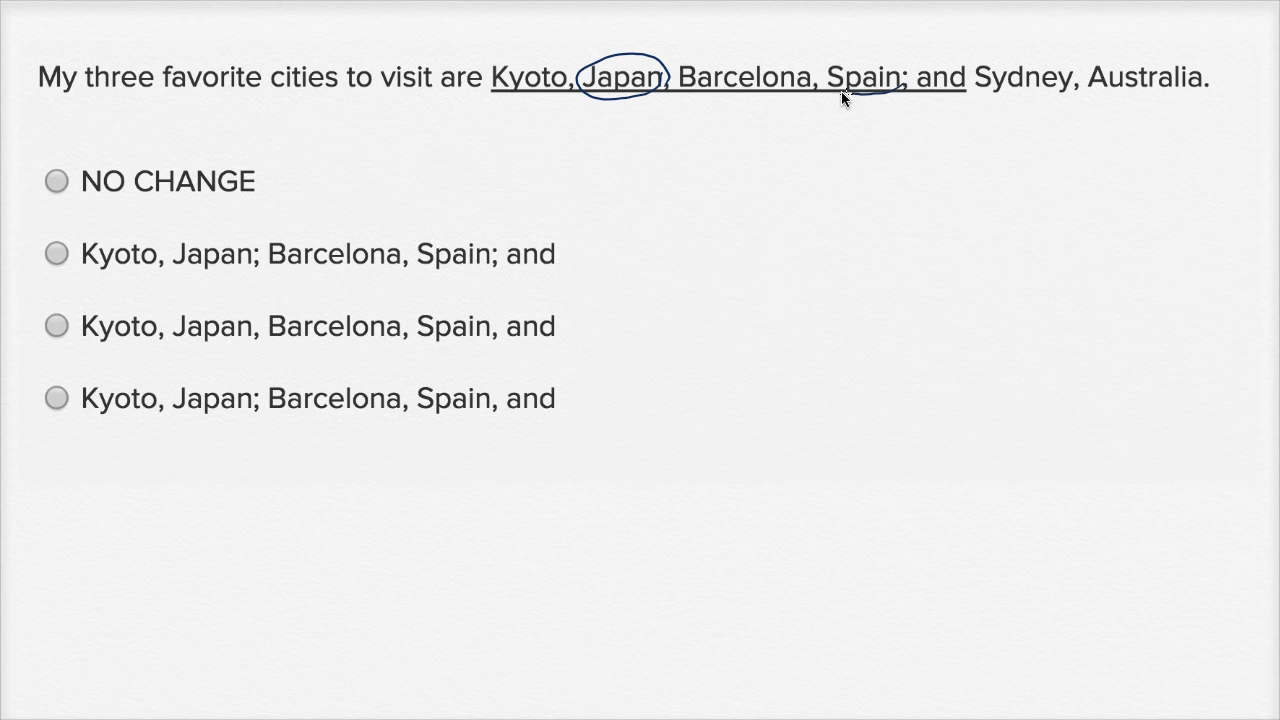 My three favorite cities to visit are Kyoto, Japan, Barcelona, Spain; and Sydney, Australia.
NO CHANGE
Kyoto, Japan; Barcelona, Spain; and
Kyoto, Japan, Barcelona, Spain, and
Kyoto, Japan; Barcelona, Spain, and